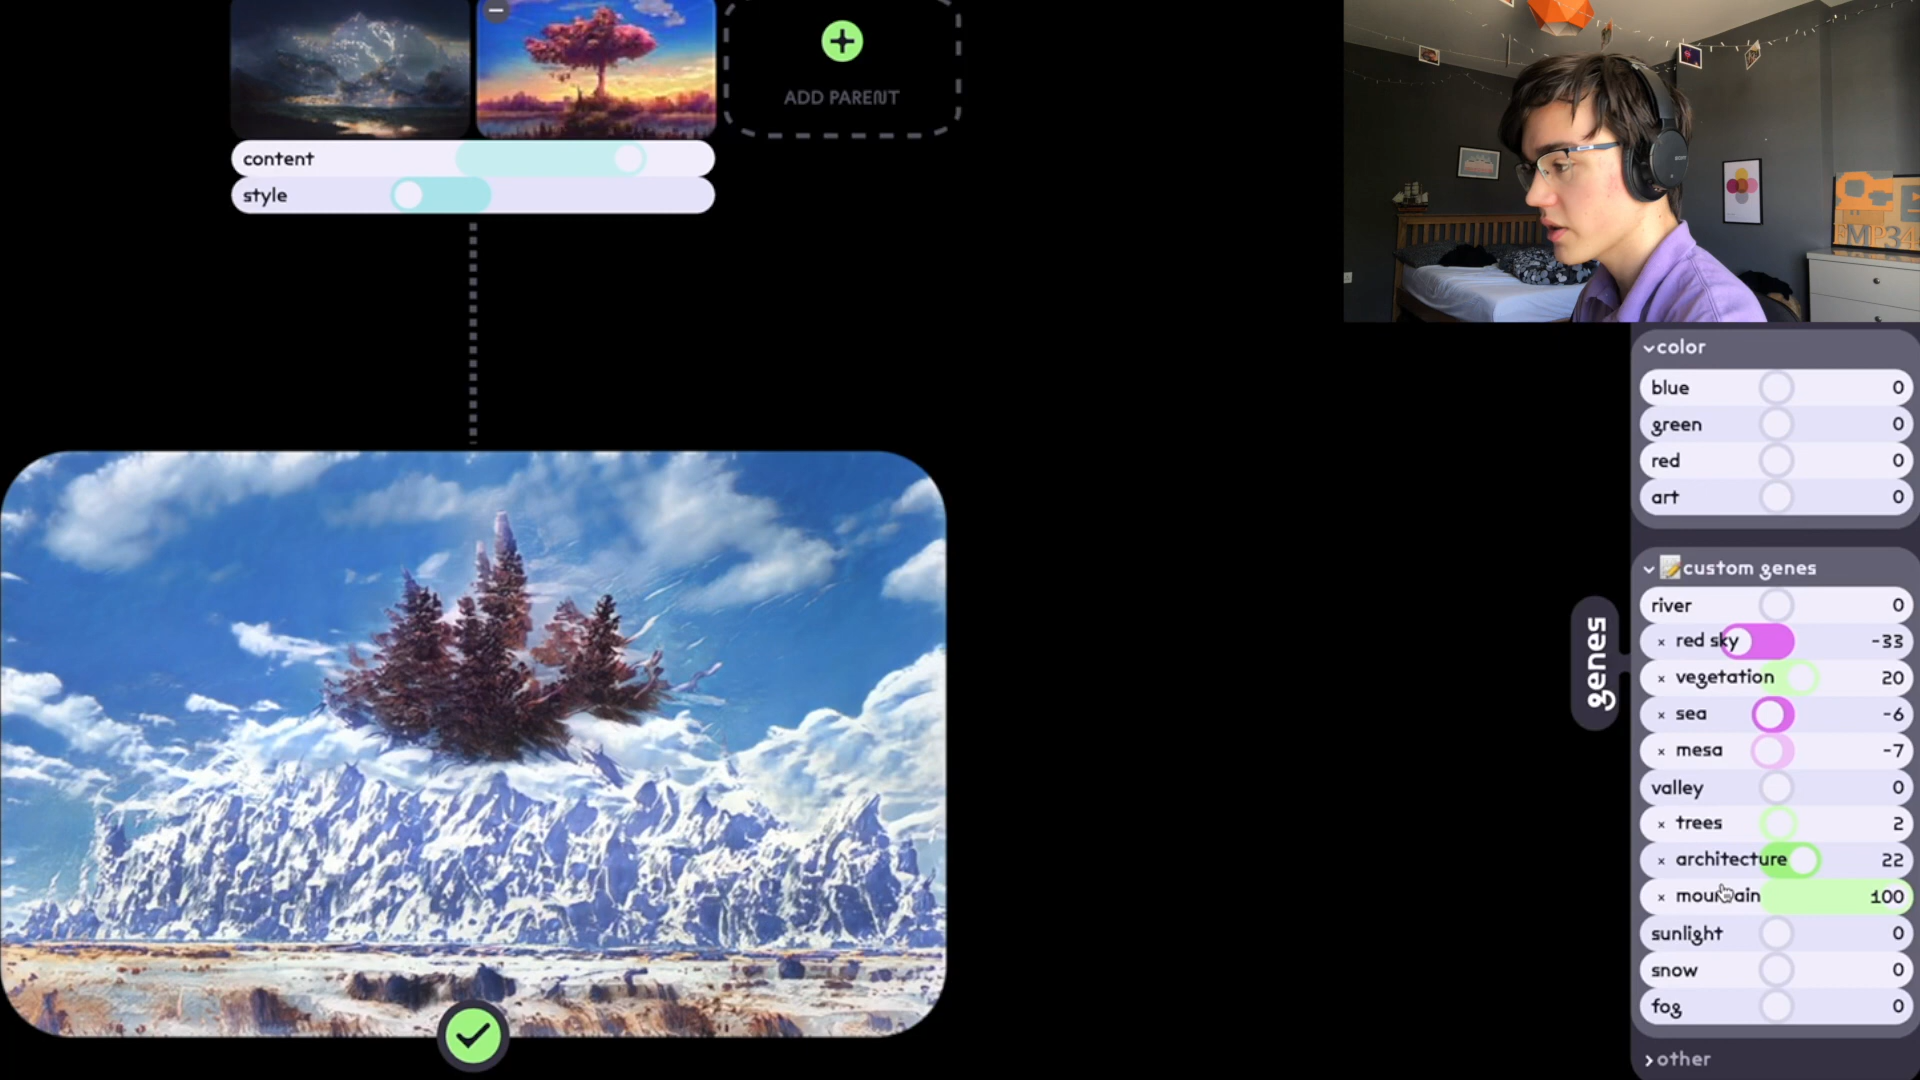 ADD PARENT
content
style
MP34
color
blue 0
green 0
red 0
art 0
custom genes
river 0
× red sky -33
× vegetation 20
× sea -6
× mesa -7
valley 0
× trees 2
× architecture 22
× mountain 100
sunlight 0
snow 0
fog 0
other
genes